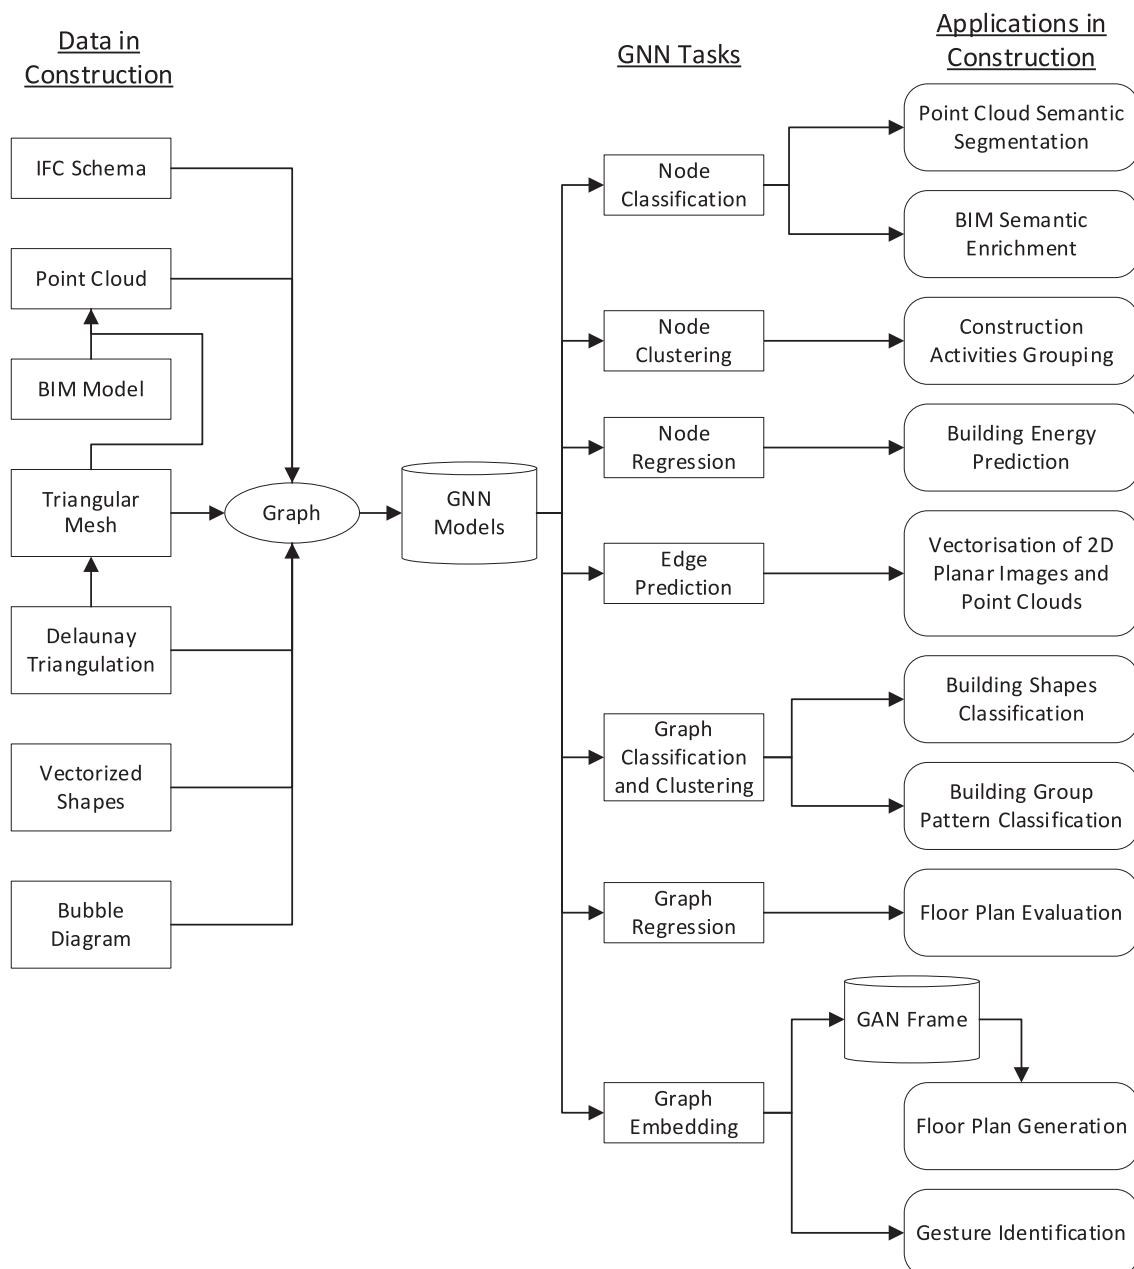 Data in
Construction
IFC Schema
Point Cloud
BIM Model
Triangular
Mesh
Delaunay
Triangulation
Vectorized
Shapes
Bubble
Diagram
Graph
GNN
Models
GNN Tasks
Node
Classification
Node
Clustering
Node
Regression
Edge
Prediction
Graph
Classification
and Clustering
Graph
Regression
Graph
Embedding
GAN Frame
Applications in
Construction
Point Cloud Semantic
Segmentation
BIM Semantic
Enrichment
Construction
Activities Grouping
Building Energy
Prediction
Vectorisation of 2D
Planar Images and
Point Clouds
Building Shapes
Classification
Building Group
Pattern Classification
Floor Plan Evaluation
Floor Plan Generation
Gesture Identification